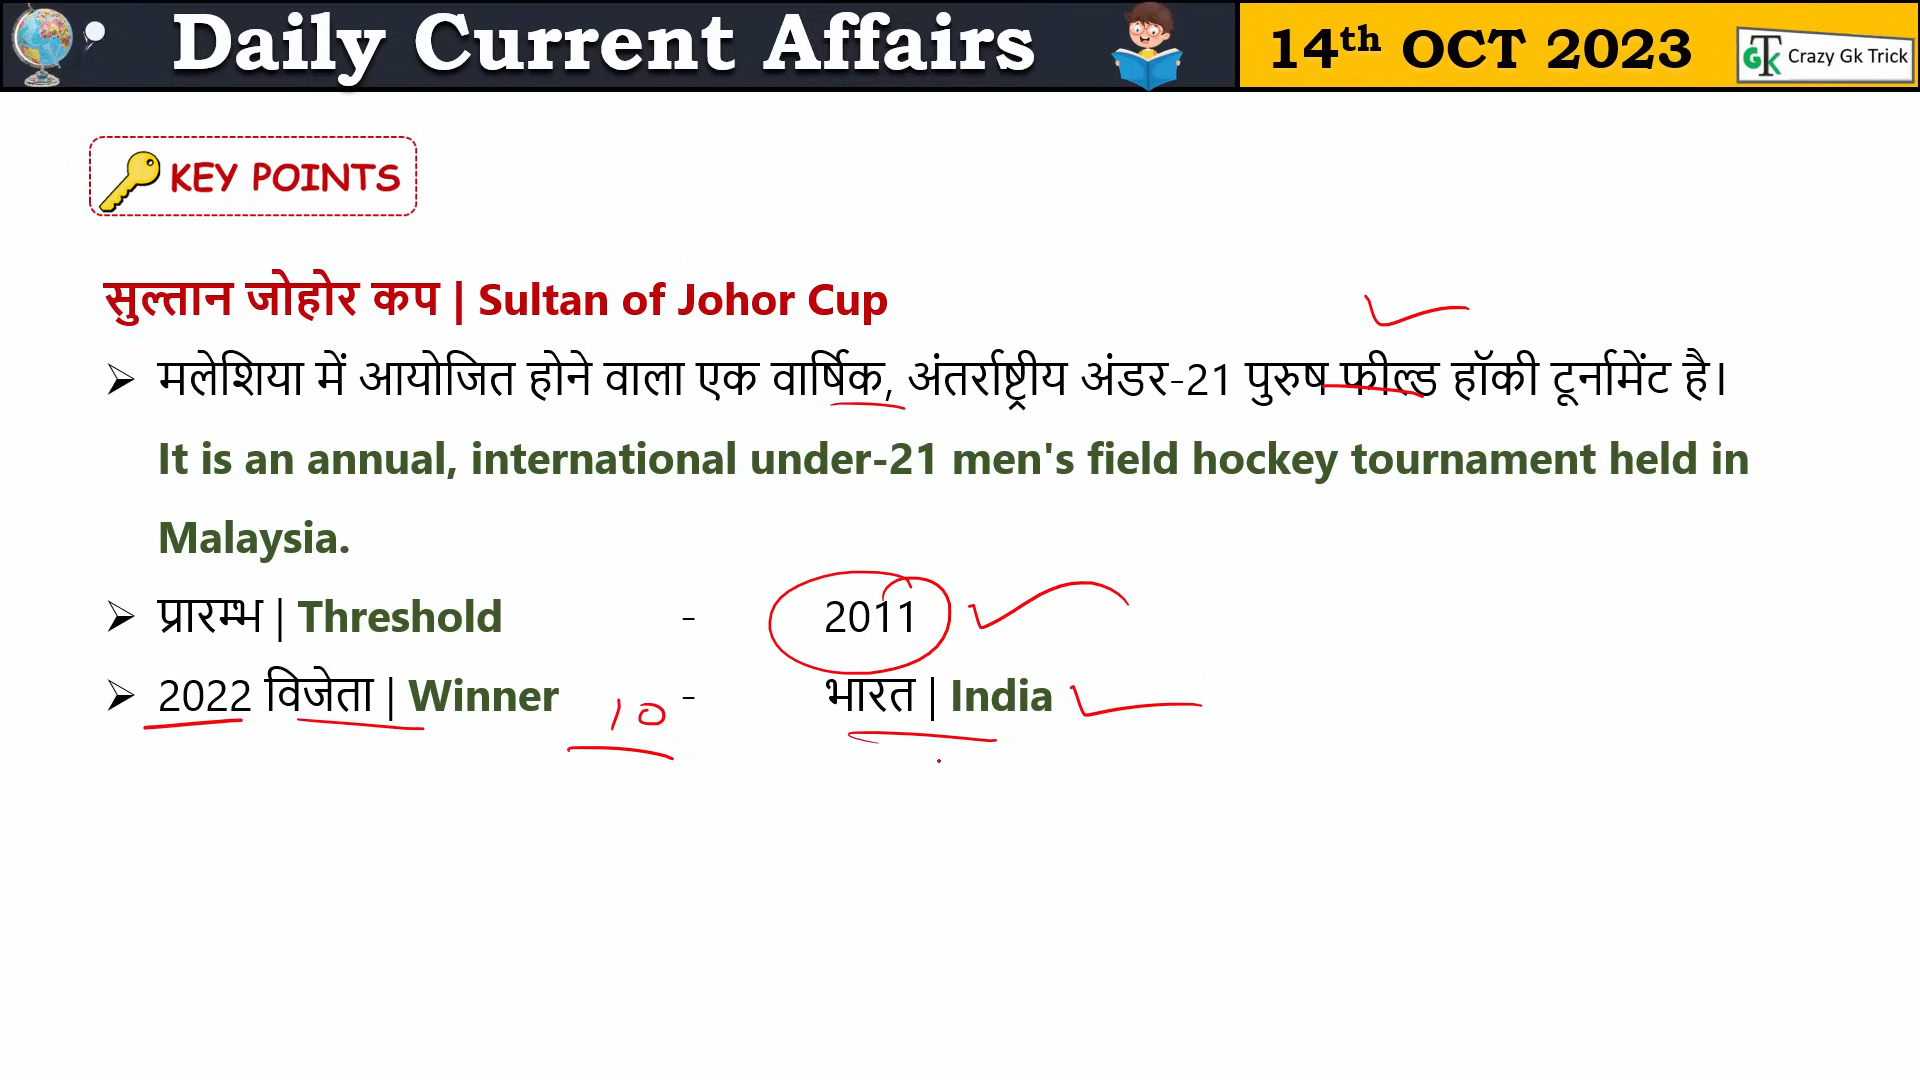 Daily Current Affairs
14th OCT 2023
GTK Crazy Gk Trick
KEY POINTS
सुल्तान जोहोर कप | Sultan of Johor Cup
➢ मलेशिया में आयोजित होने वाला एक वार्षिक, अंतर्राष्ट्रीय अंडर-21 पुरुष फील्ड हॉकी टूर्नामेंट है।
It is an annual, international under-21 men's field hockey tournament held in
Malaysia.
➢ प्रारम्भ | Threshold - 2011
➢ 2022 विजेता | Winner 10 - भारत | India